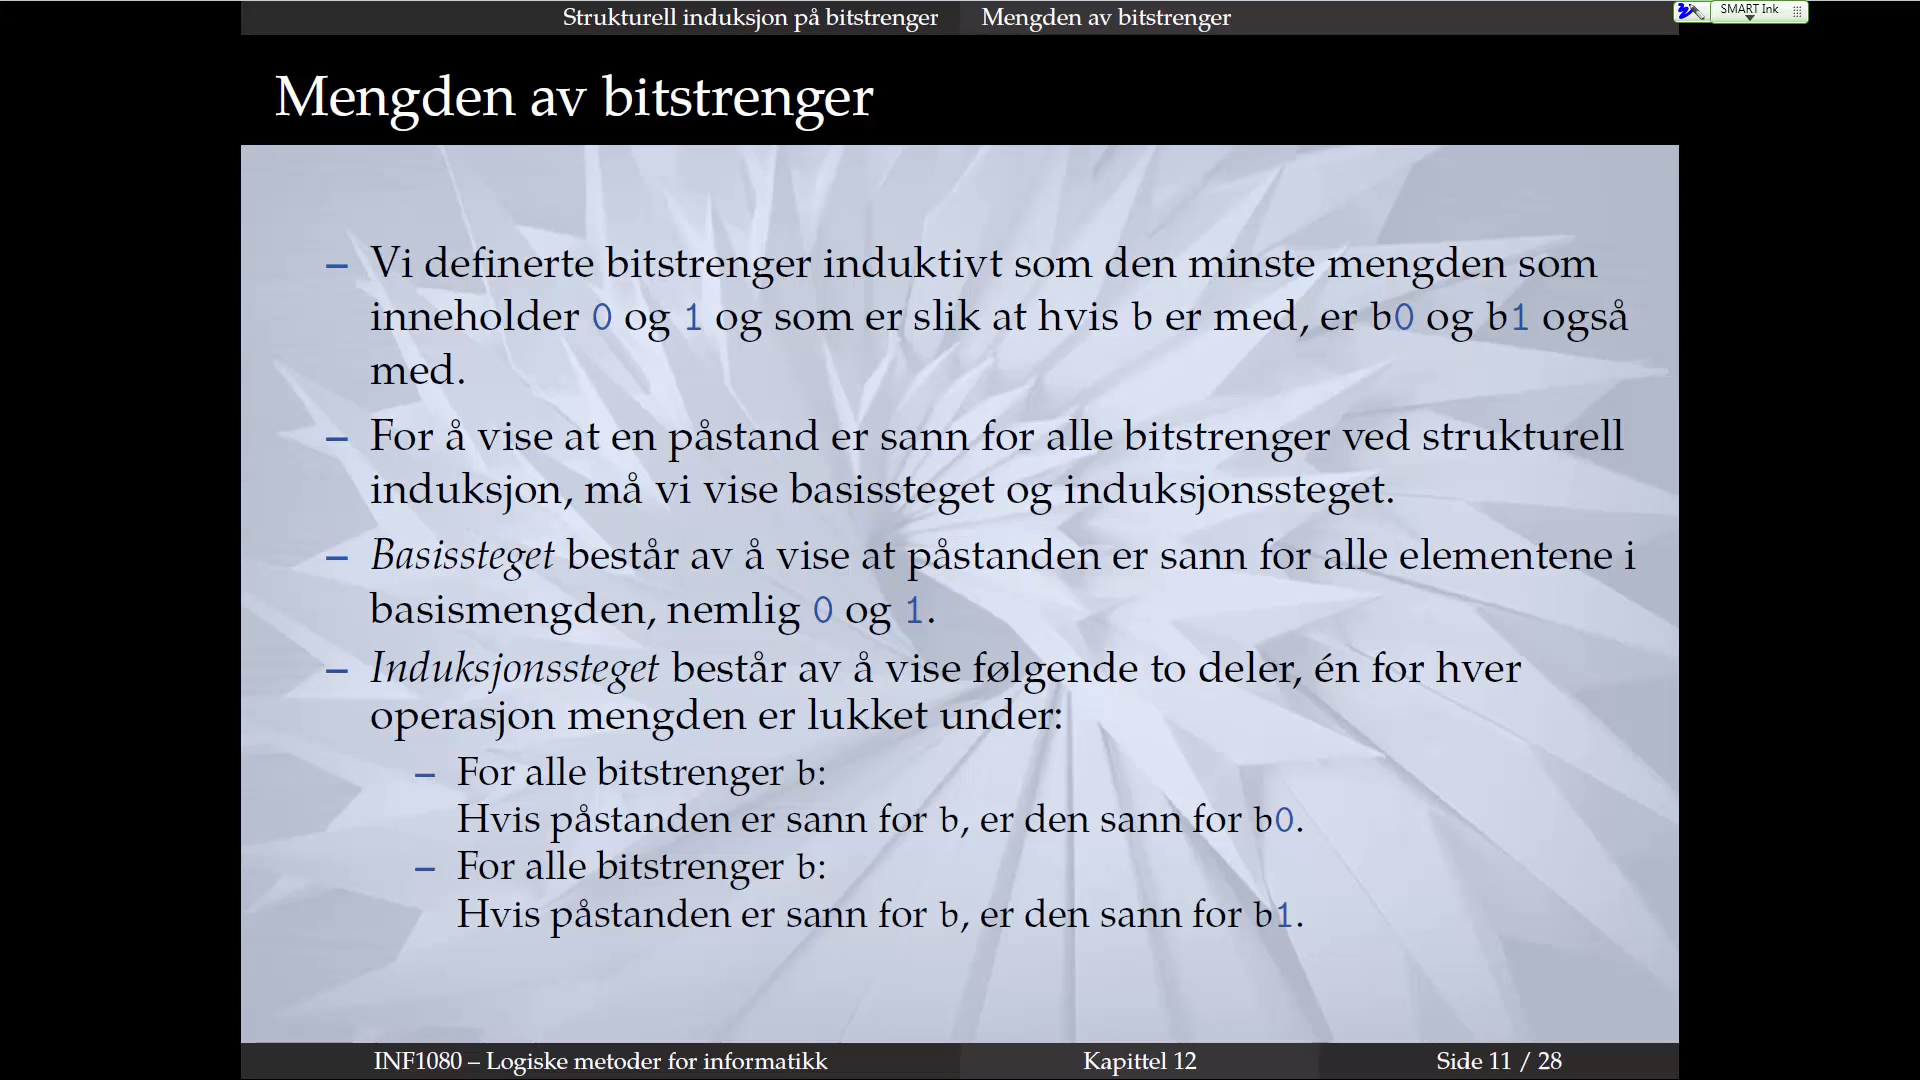 Strukturell induksjon på bitstrenger Mengden av bitstrenger
SMART Ink
Mengden av bitstrenger
– Vi definerte bitstrenger induktivt som den minste mengden som
inneholder 0 og 1 og som er slik at hvis b er med, er b0 og b1 også
med.
– For å vise at en påstand er sann for alle bitstrenger ved strukturell
induksjon, må vi vise basissteget og induksjonssteget.
– Basissteget består av å vise at påstanden er sann for alle elementene i
basismengden, nemlig 0 og 1.
– Induksjonssteget består av å vise følgende to deler, én for hver
operasjon mengden er lukket under:
– For alle bitstrenger b:
Hvis påstanden er sann for b, er den sann for b0.
– For alle bitstrenger b:
Hvis påstanden er sann for b, er den sann for b1.
INF1080 – Logiske metoder for informatikk Kapittel 12 Side 11 / 28